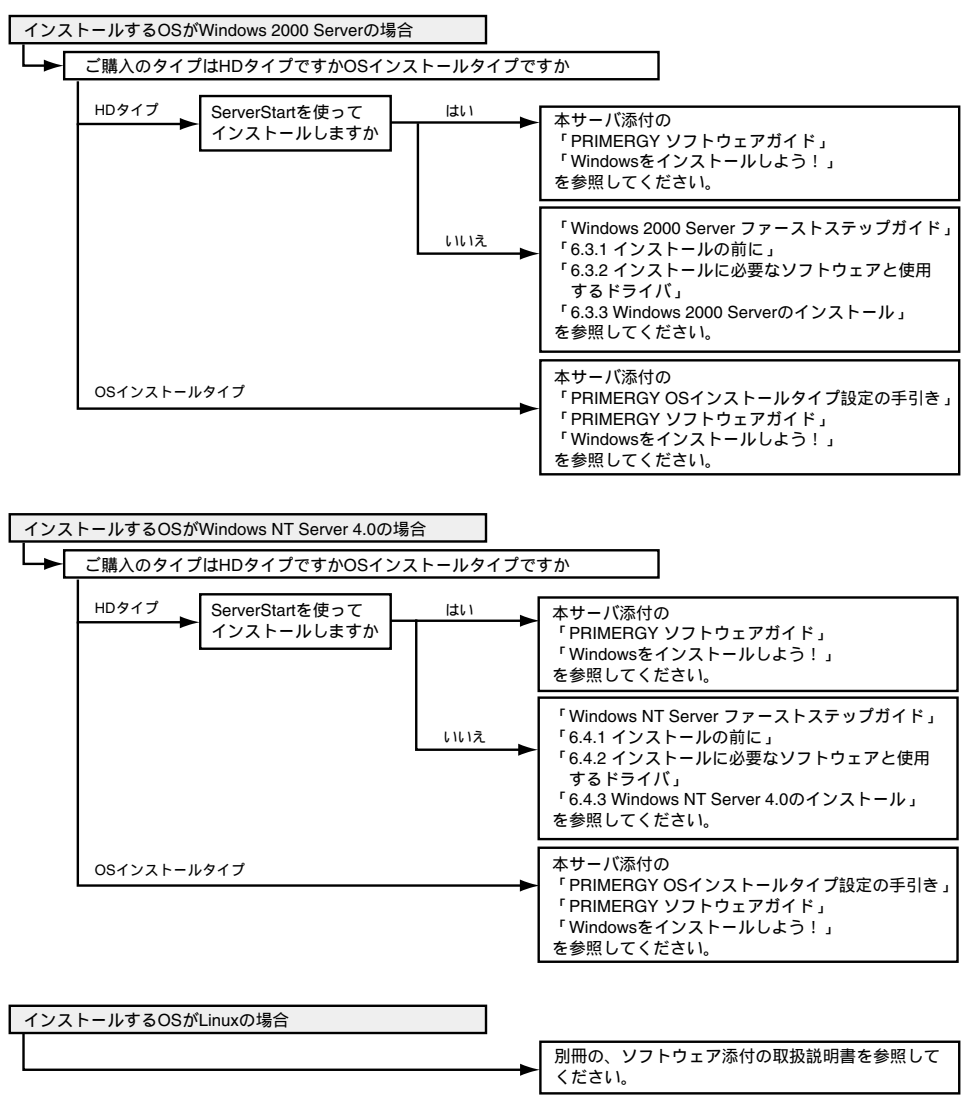 インストールするOSがWindows 2000 Serverの場合
ご購入のタイプはHDタイプですかOSインストールタイプですか
HDタイプ
ServerStartを使って
インストールしますか
はい
本サーバ添付の
「PRIMERGY ソフトウェアガイド」
「Windowsをインストールしよう！」
を参照してください。
いいえ
「Windows 2000 Server ファーストステップガイド」
「6.3.1 インストールの前に」
「6.3.2 インストールに必要なソフトウェアと使用
するドライバ」
「6.3.3 Windows 2000 Serverのインストール」
を参照してください。
OSインストールタイプ
本サーバ添付の
「PRIMERGY OSインストールタイプ設定の手引き」
「PRIMERGY ソフトウェアガイド」
「Windowsをインストールしよう！」
を参照してください。
インストールするOSがWindows NT Server 4.0の場合
ご購入のタイプはHDタイプですかOSインストールタイプですか
HDタイプ
ServerStartを使って
インストールしますか
はい
本サーバ添付の
「PRIMERGY ソフトウェアガイド」
「Windowsをインストールしよう！」
を参照してください。
いいえ
「Windows NT Server ファーストステップガイド」
「6.4.1 インストールの前に」
「6.4.2 インストールに必要なソフトウェアと使用
するドライバ」
「6.4.3 Windows NT Server 4.0のインストール」
を参照してください。
OSインストールタイプ
本サーバ添付の
「PRIMERGY OSインストールタイプ設定の手引き」
「PRIMERGY ソフトウェアガイド」
「Windowsをインストールしよう！」
を参照してください。
インストールするOSがLinuxの場合
別冊の、ソフトウェア添付の取扱説明書を参照して
ください。